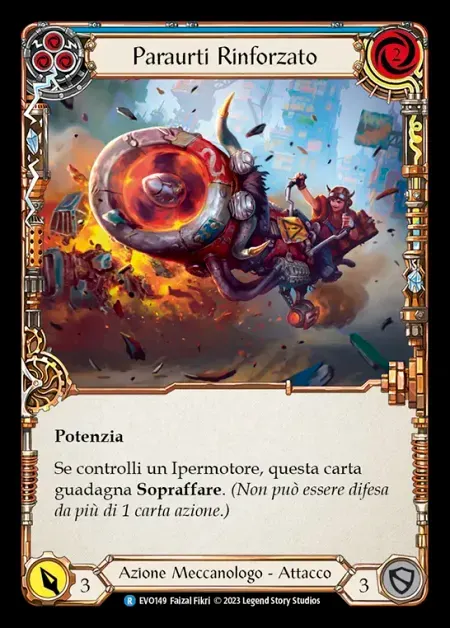 Paraurti Rinforzato
2
Potenzia
Se controlli un Ipermotore, questa carta
guadagna Sopraffare. (Non può essere difesa
da più di 1 carta azione.)
3
Azione Meccanologo - Attacco
3
R EVO149 Faizal Fikri © 2023 Legend Story Studios